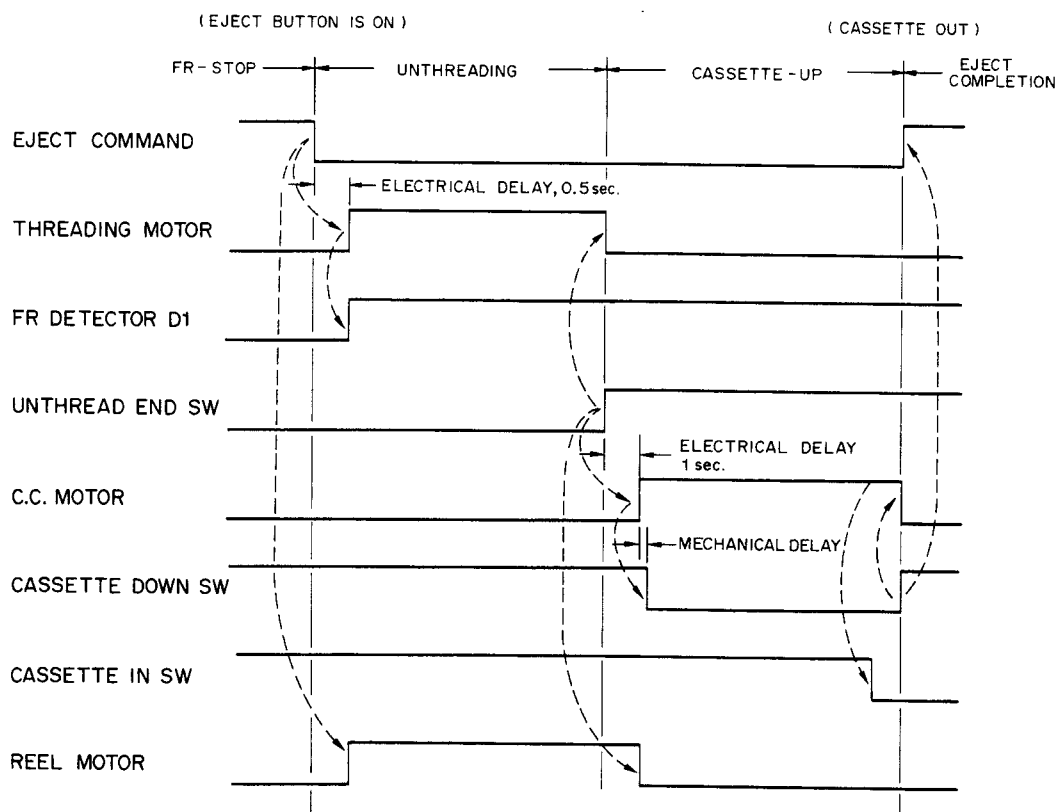 ( EJECT BUTTON IS ON )
( CASSETTE OUT )
FR-STOP
UNTHREADING
CASSETTE-UP
EJECT
COMPLETION
EJECT COMMAND
ELECTRICAL DELAY, 0.5 sec.
THREADING MOTOR
FR DETECTOR D1
UNTHREAD END SW
ELECTRICAL DELAY
1 sec.
C.C. MOTOR
MECHANICAL DELAY
CASSETTE DOWN SW
CASSETTE IN SW
REEL MOTOR